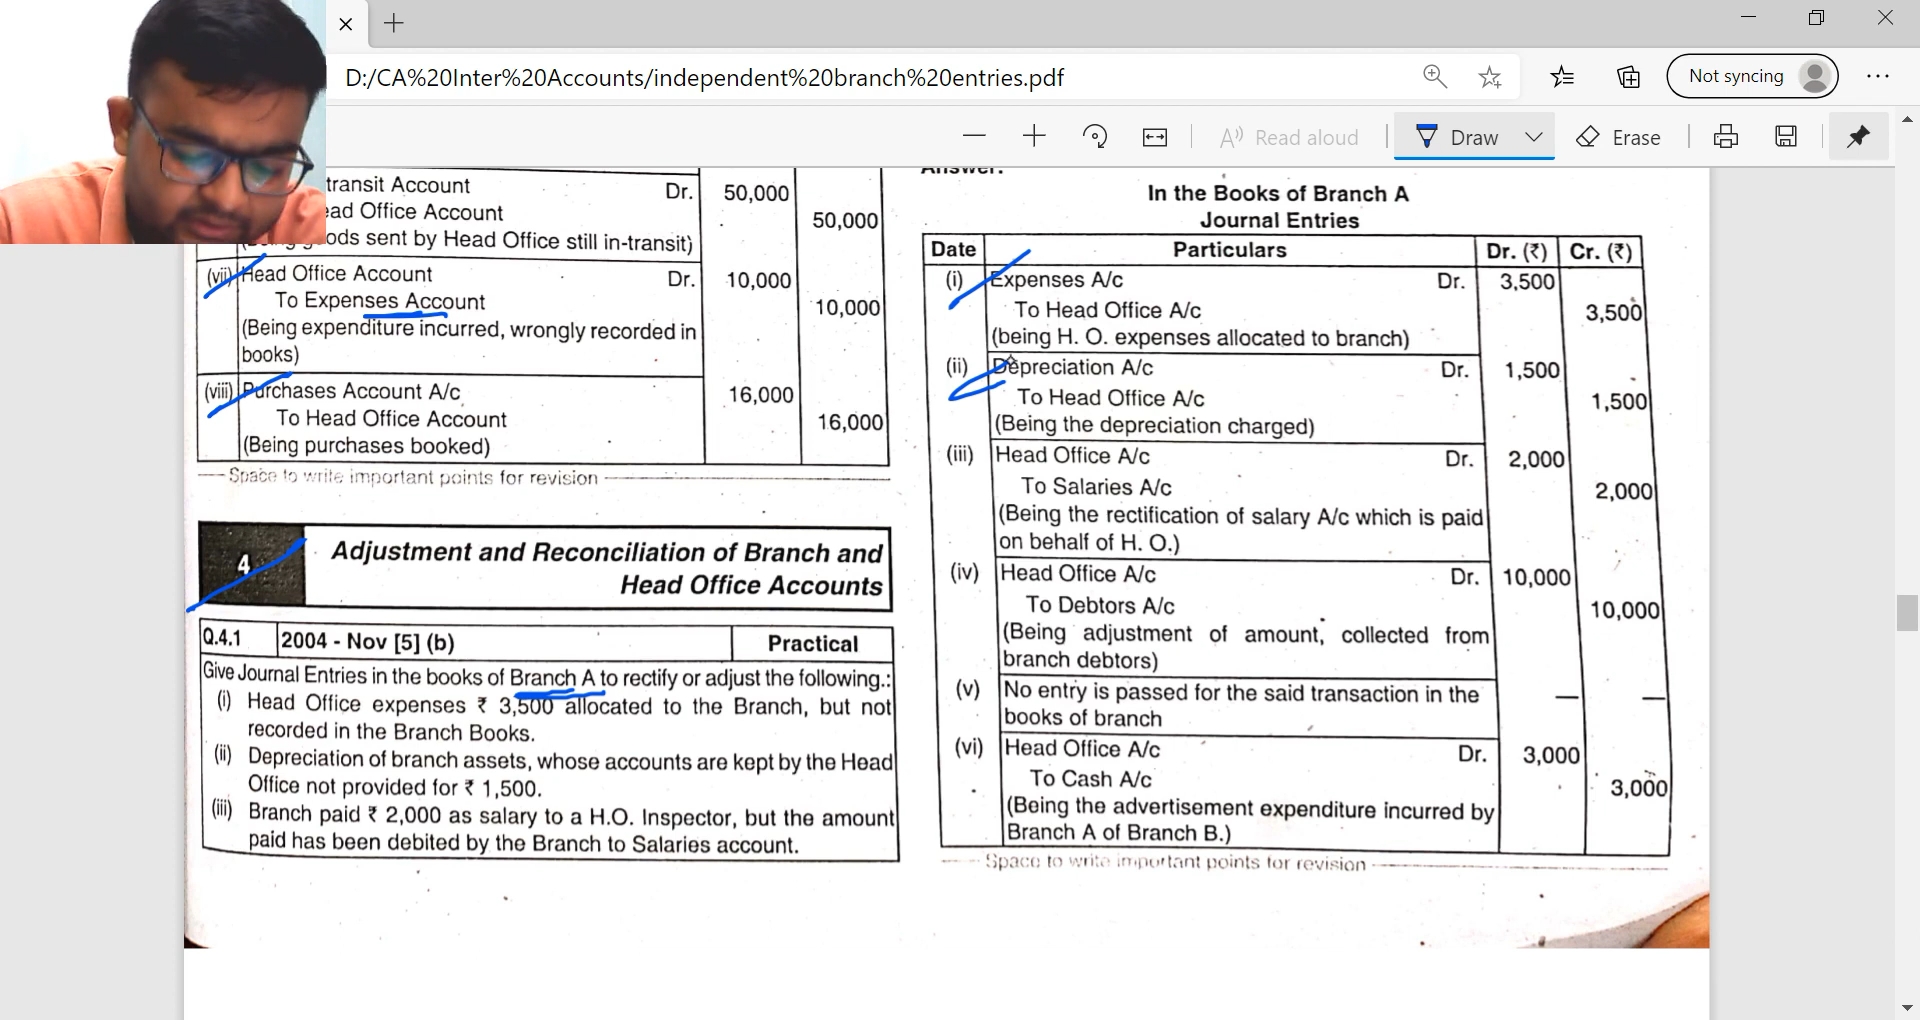 D:/CA%20Inter%20Accounts/independent%20branch%20entries.pdf
Not syncing
Read aloud
Draw
Erase
transit Account Dr. 50,000
ead Office Account 50,000
oods sent by Head Office still in-transit)
(vii) Head Office Account Dr. 10,000
To Expenses Account 10,000
(Being expenditure incurred, wrongly recorded in
books)
(viii) Purchases Account A/c 16,000
To Head Office Account 16,000
(Being purchases booked)
Space to write important points for revision
4 Adjustment and Reconciliation of Branch and
Head Office Accounts
Q.4.1 2004 - Nov [5] (b) Practical
Give Journal Entries in the books of Branch A to rectify or adjust the following.:
(i) Head Office expenses ₹ 3,500 allocated to the Branch, but not
recorded in the Branch Books.
(ii) Depreciation of branch assets, whose accounts are kept by the Head
Office not provided for ₹ 1,500.
(iii) Branch paid ₹ 2,000 as salary to a H.O. Inspector, but the amount
paid has been debited by the Branch to Salaries account.
Answer:
In the Books of Branch A
Journal Entries
Date Particulars Dr. (₹) Cr. (₹)
(i) Expenses A/c Dr. 3,500
To Head Office A/c 3,500
(being H. O. expenses allocated to branch)
(ii) Depreciation A/c Dr. 1,500
To Head Office A/c 1,500
(Being the depreciation charged)
(iii) Head Office A/c Dr. 2,000
To Salaries A/c 2,000
(Being the rectification of salary A/c which is paid
on behalf of H. O.)
(iv) Head Office A/c Dr. 10,000
To Debtors A/c 10,000
(Being adjustment of amount, collected from
branch debtors)
(v) No entry is passed for the said transaction in the — —
books of branch
(vi) Head Office A/c Dr. 3,000
To Cash A/c 3,000
(Being the advertisement expenditure incurred by
Branch A of Branch B.)
Space to write important points for revision